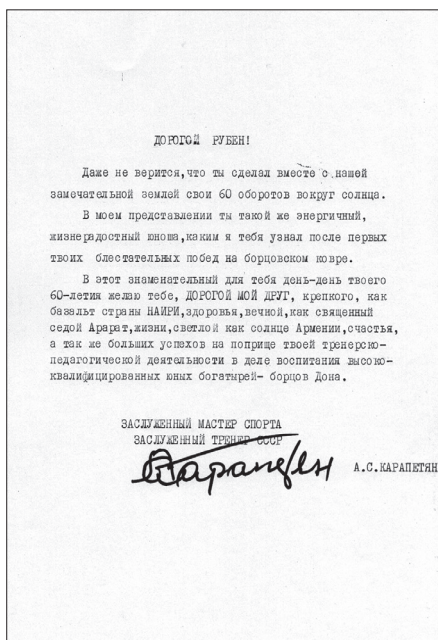 ДОРОГОЙ РУБЕН!
Даже не верится,что ты сделал вместе с нашей
замечательной землей свои 60 оборотов вокруг солнца.
В моем представлении ты такой же энергичный,
жизнерадостный юноша,каким я тебя узнал после первых
твоих блестательных побед на борцовском ковре.
В этот знаменательный для тебя день-день твоего
60-летия желаю тебе, ДОРОГОЙ МОЙ ДРУГ, крепкого, как
базальт страны НАИРИ,здоровья,вечной,как священный
седой Арарат,жизни,светлой как солнце Армении,счастья,
а так же больших успехов на поприще твоей тренерско-
педагогической деятельности в деле воспитания высоко-
квалифицированных юных богатырей- борцов Дона.
ЗАСЛУЖЕННЫЙ МАСТЕР СПОРТА
ЗАСЛУЖЕННЫЙ ТРЕНЕР СССР
А.С.КАРАПЕТЯН